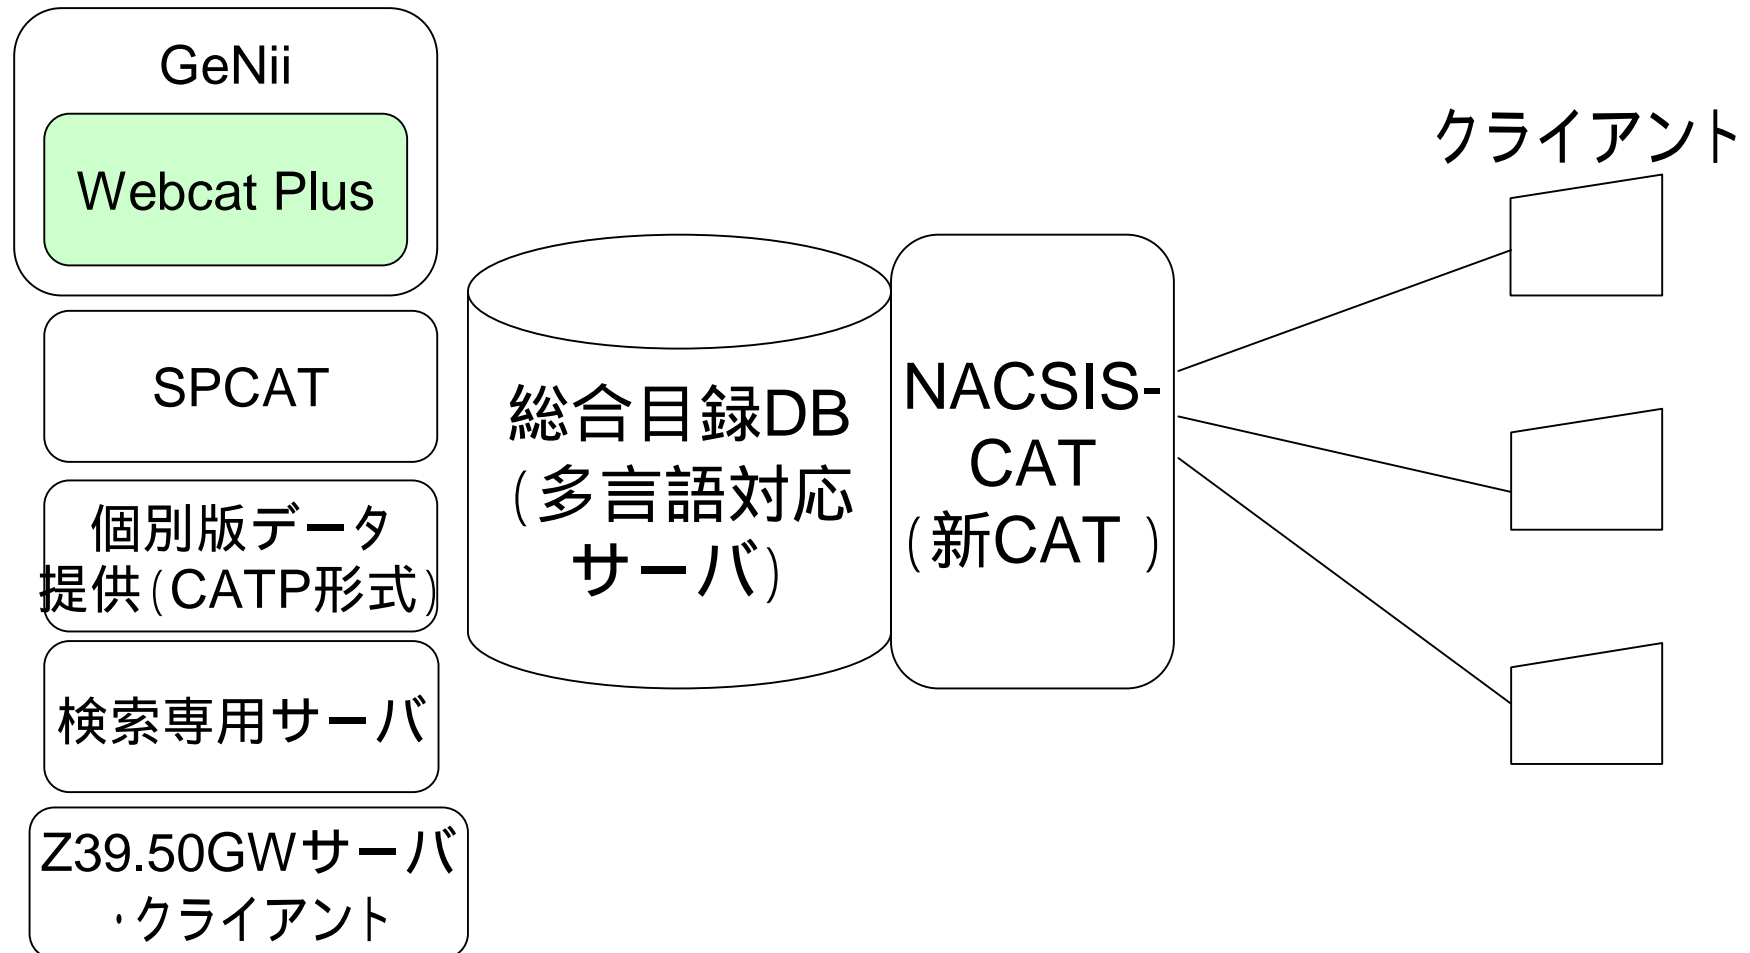 GeNii
Webcat Plus
SPCAT
個別版データ
提供(CATP形式)
検索専用サーバ
Z39.50GWサーバ
・クライアント
総合目録DB
(多言語対応
サーバ)
NACSIS-
CAT
(新CAT )
クライアント